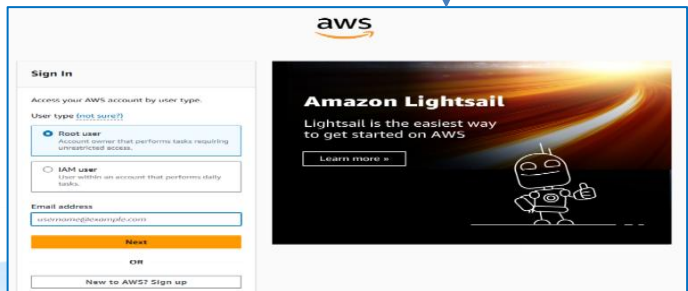 aws
Sign In
Access your AWS account by user type.
User type (not sure?)
Root user
Account owner that performs tasks requiring
unrestricted access.
IAM user
User within an account that performs daily
tasks.
Email address
username@example.com
Next
OR
New to AWS? Sign up
Amazon Lightsail
Lightsail is the easiest way
to get started on AWS
Learn more »